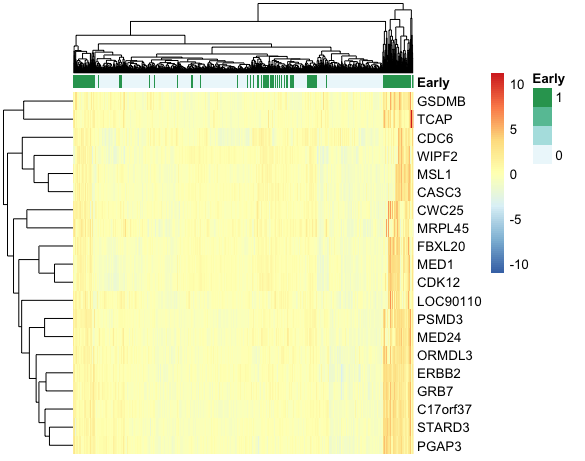 Early
GSDMB
TCAP
CDC6
WIPF2
MSL1
CASC3
CWC25
MRPL45
FBXL20
MED1
CDK12
LOC90110
PSMD3
MED24
ORMDL3
ERBB2
GRB7
C17orf37
STARD3
PGAP3
10
5
0
-5
-10
Early
1
0